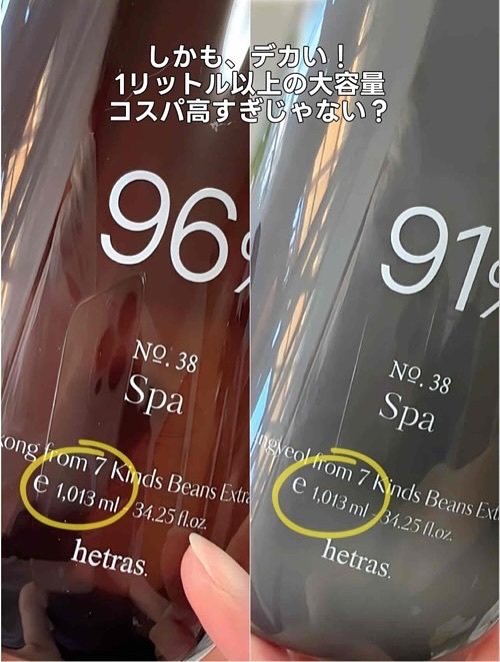 しかも、デカい！
1リットル以上の大容量
コスパ高すぎじゃない？
96%
No. 38
Spa
from 7 Kinds Beans Extra
e 1,013 ml - 34.25 fl.oz.
hetras.
91%
No. 38
Spa
from 7 Kinds Beans Ext
e 1,013 ml - 34.25 fl.oz.
hetras.